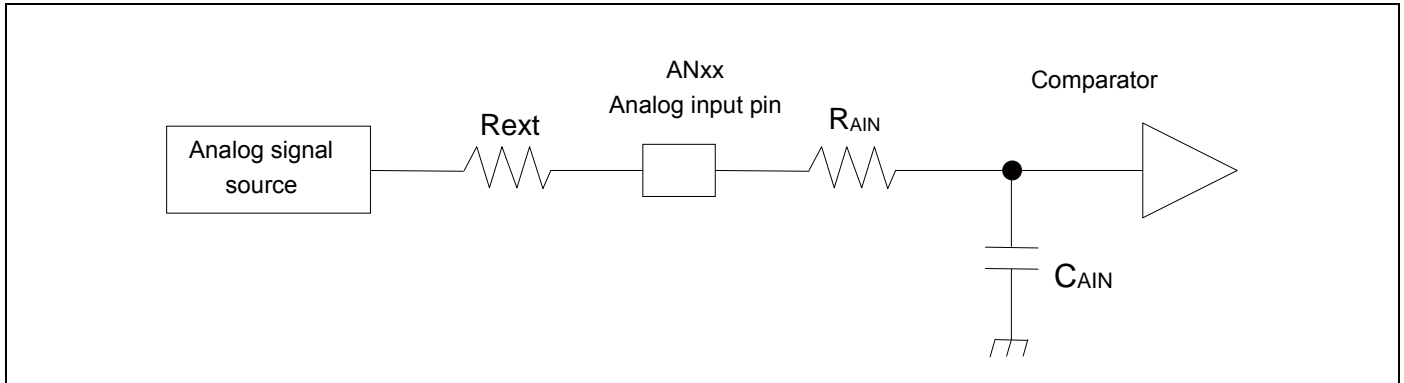 ANxx
Analog input pin
Comparator
Rext
RAIN
Analog signal
source
CAIN